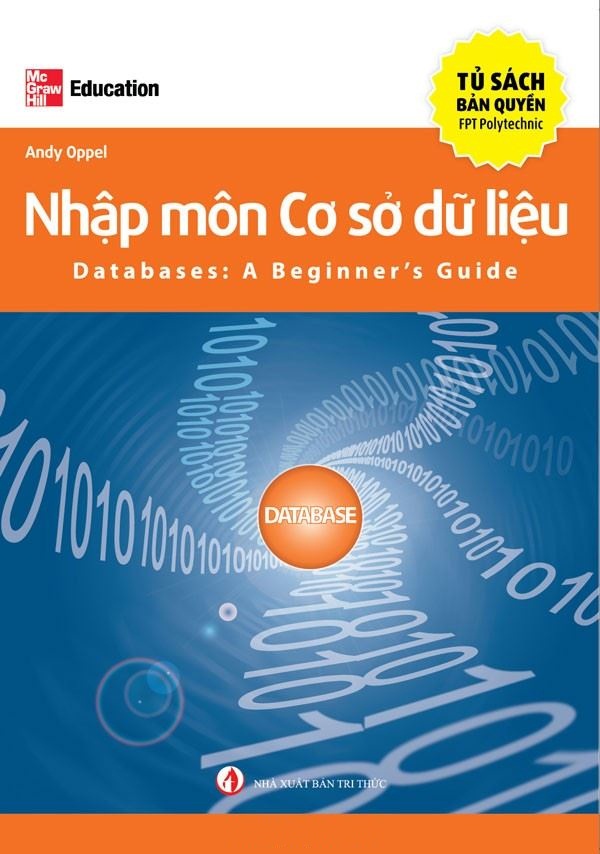 Mc
Graw
Hill
Education
TỦ SÁCH
BẢN QUYỀN
FPT Polytechnic
Andy Oppel
Nhập môn Cơ sở dữ liệu
Databases: A Beginner's Guide
DATABASE
NHÀ XUẤT BẢN TRI THỨC